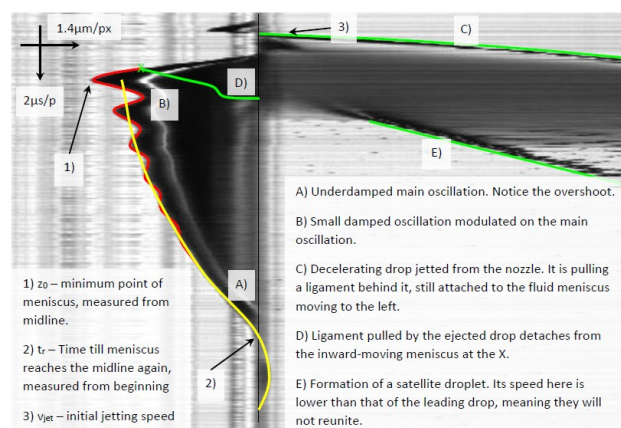 1.4µm/px
2µs/p
3)
C)
D)
B)
1)
E)
A)
2)
1) z0 – minimum point of
meniscus, measured from
midline.
2) tr – Time till meniscus
reaches the midline again,
measured from beginning
3) vjet – initial jetting speed
A) Underdamped main oscillation. Notice the overshoot.
B) Small damped oscillation modulated on the main
oscillation.
C) Decelerating drop jetted from the nozzle. It is pulling
a ligament behind it, still attached to the fluid meniscus
moving to the left.
D) Ligament pulled by the ejected drop detaches from
the inward-moving meniscus at the X.
E) Formation of a satellite droplet. Its speed here is
lower than that of the leading drop, meaning they will
not reunite.